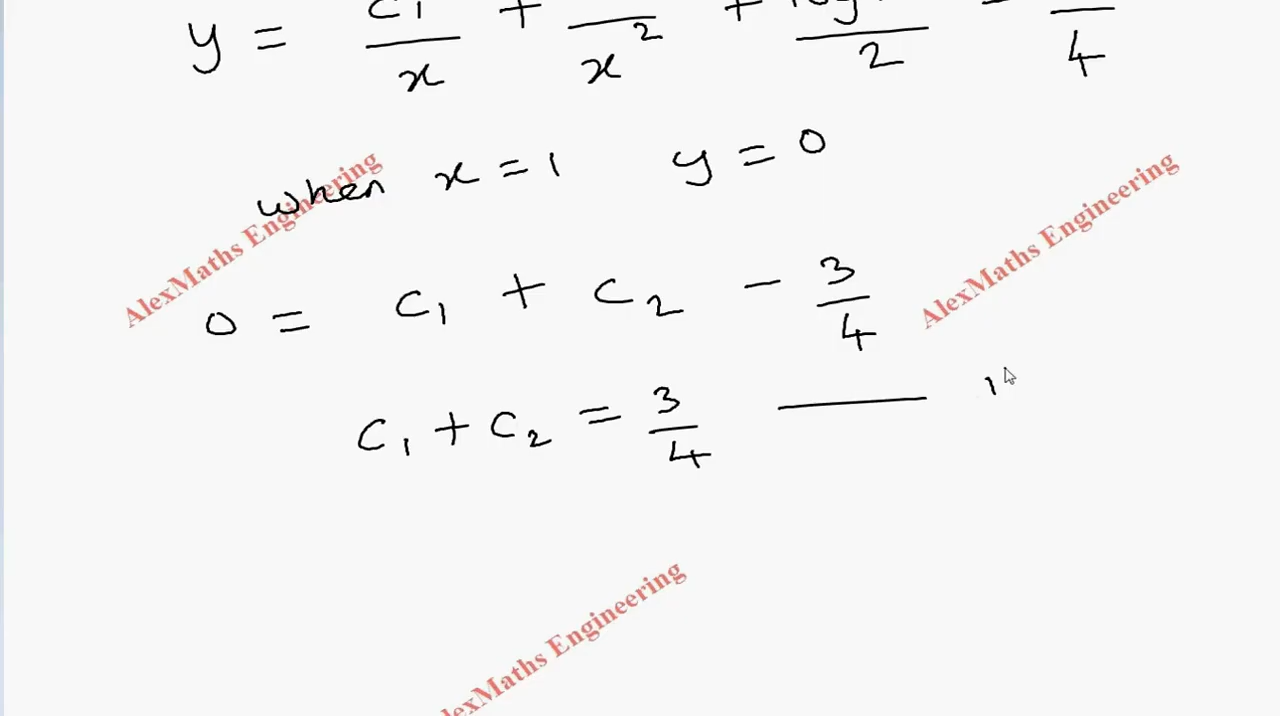 y = c₁/x + /x² + log/2 - /4
when x = 1 y = 0
AlexMaths Engineering
AlexMaths Engineering
0 = c₁ + c₂ - 3/4
c₁ + c₂ = 3/4 —— 1
AlexMaths Engineering